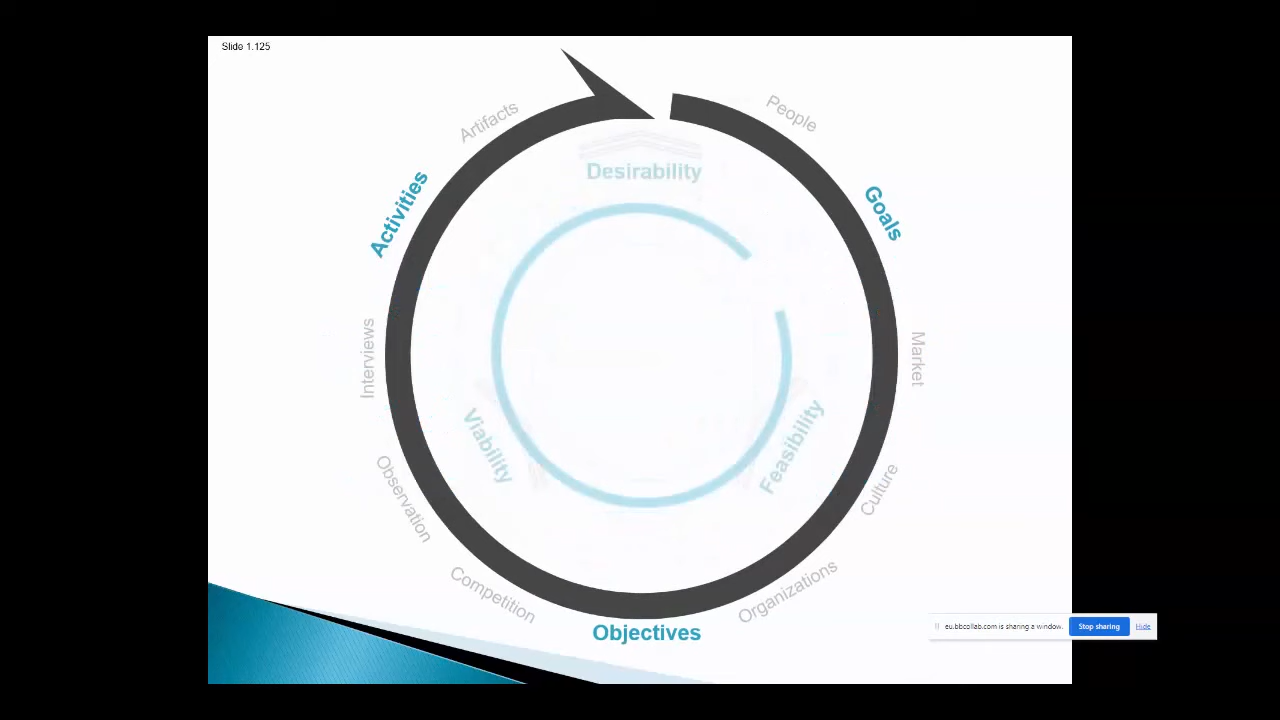 Slide 1.125
Artifacts
People
Desirability
Activities
Goals
Interviews
Market
Viability
Feasibility
Observation
Culture
Competition
Organizations
Objectives
eu.bbcollab.com is sharing a window.
Stop sharing
Hide